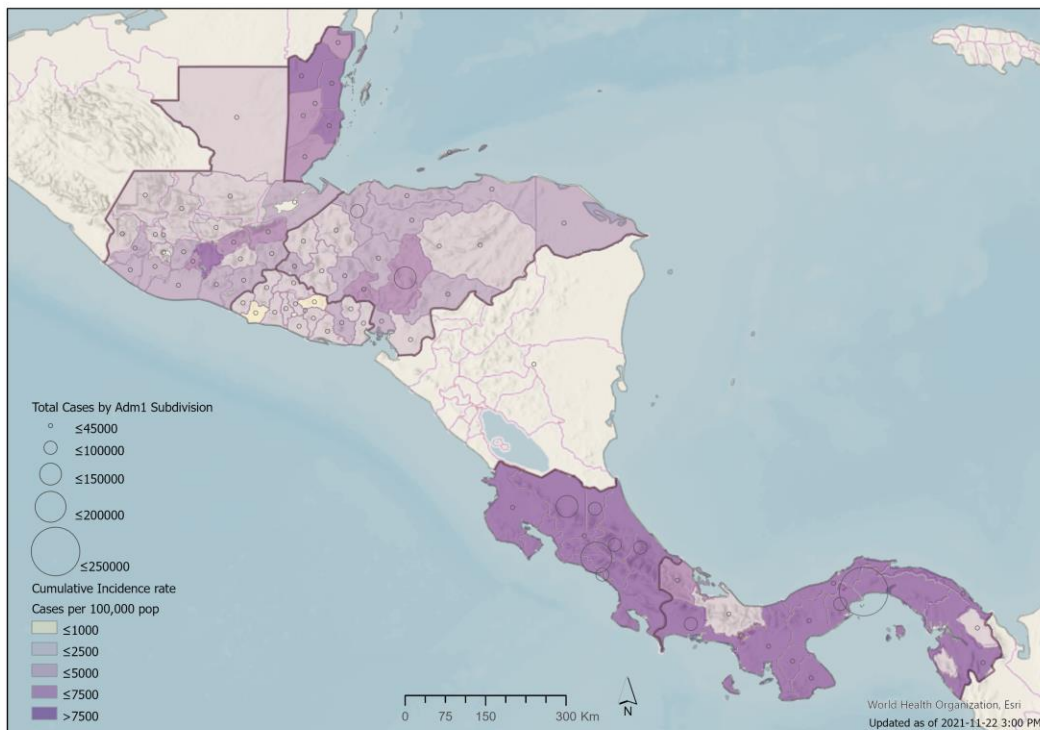 Total Cases by Adm1 Subdivision
≤45000
≤100000
≤150000
≤200000
≤250000
Cumulative Incidence rate
Cases per 100,000 pop
≤1000
≤2500
≤5000
≤7500
>7500
0 75 150 300 Km
N
World Health Organization, Esri
Updated as of 2021-11-22 3:00 PM